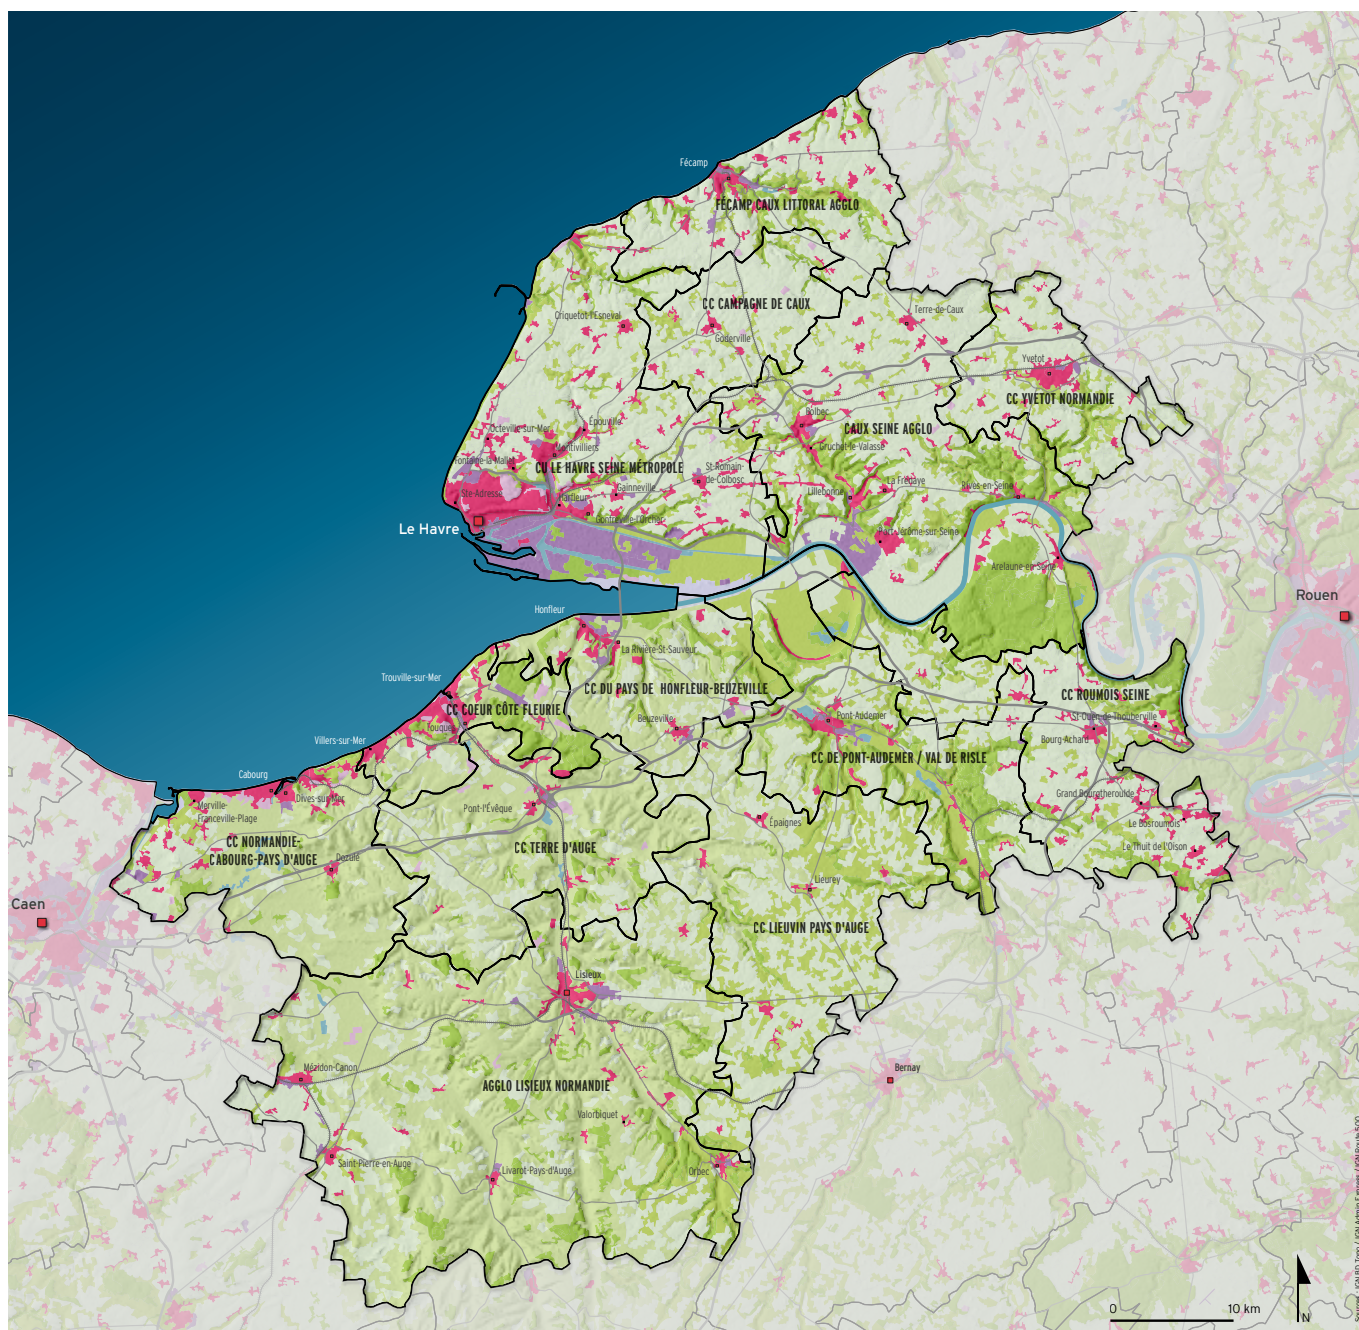 Fécamp
FÉCAMP CAUX LITTORAL AGGLO
CC CAMPAGNE DE CAUX
Criquetot-l'Esneval
Goderville
Terre-de-Caux
Yvetot
CC YVETOT NORMANDIE
Bolbec
CAUX SEINE AGGLO
Gruchet-le-Valasse
Octeville-sur-Mer
Épouville
Montivilliers
Fontaine-la-Mallet
CU LE HAVRE SEINE MÉTROPOLE
St-Romain-
de-Colbosc
Ste-Adresse
Gainneville
Harfleur
Gonfreville-l'Orcher
Le Havre
Lillebonne
La Frénaye
Rives-en-Seine
Port-Jérôme-sur-Seine
Arelaune-en-Seine
Rouen
Honfleur
La Rivière-St-Sauveur
Trouville-sur-Mer
CC DU PAYS DE HONFLEUR-BEUZEVILLE
CC COEUR CÔTE FLEURIE
CC ROUMOIS SEINE
Beuzeville
Pont-Audemer
St-Ouen-de-Thouberville
Bourg-Achard
Villers-sur-Mer
CC DE PONT-AUDEMER / VAL DE RISLE
Cabourg
Dives-sur-Mer
Merville-
Franceville-Plage
Pont-l'Évêque
Grand Bourgtheroulde
Épaignes
Le Bosroumois
CC NORMANDIE-
CABOURG-PAYS D'AUGE
Dozulé
CC TERRE D'AUGE
Le Thuit de l'Oison
Lieurey
Caen
CC LIEUVIN PAYS D'AUGE
Lisieux
Mézidon-Canon
AGGLO LISIEUX NORMANDIE
Bernay
Valorbiquet
Saint-Pierre-en-Auge
Livarot-Pays-d'Auge
Orbec
0
10 km
N